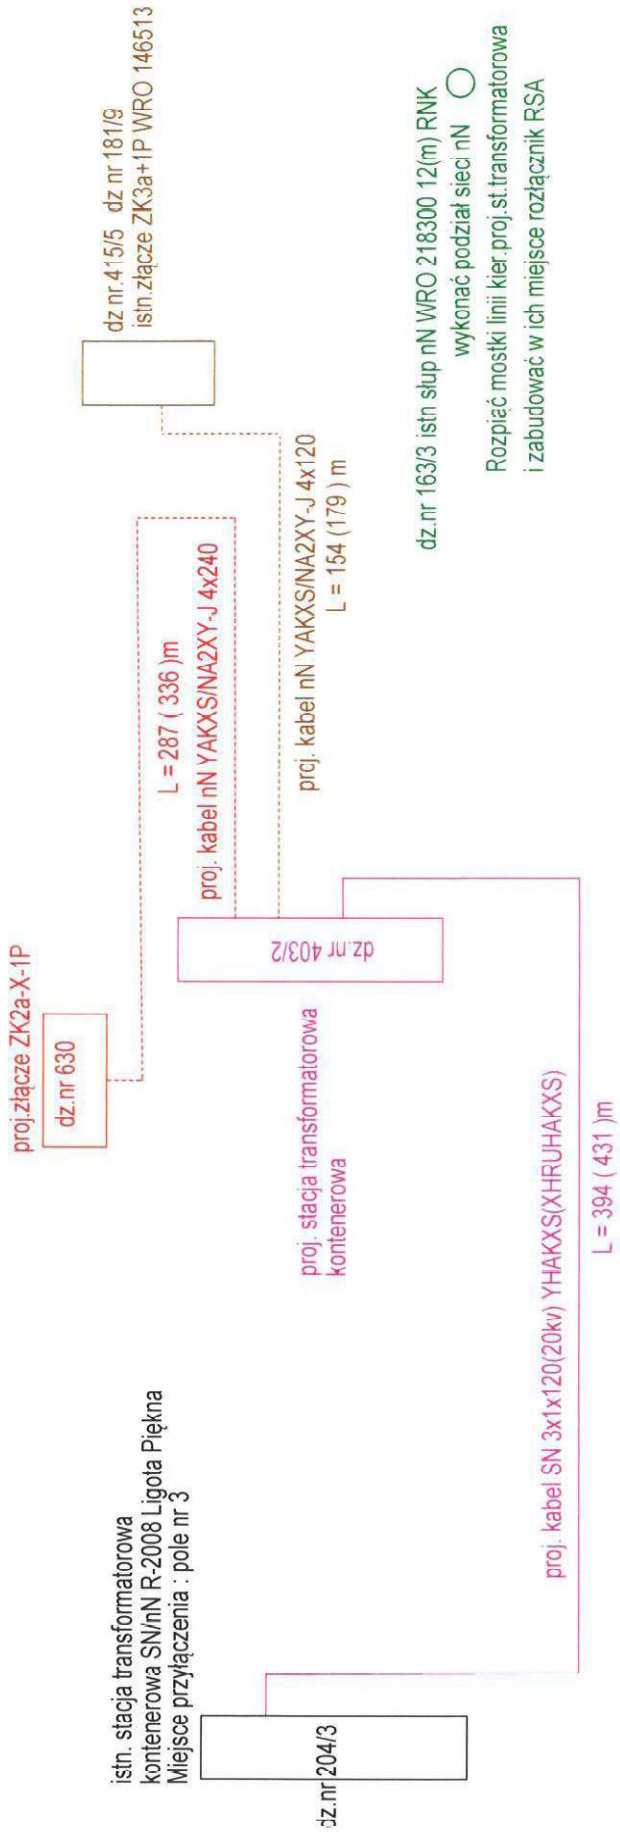 istn. stacja transformatorowa
kontenerowa SN/nN R-2008 Ligota Piękna
Miejsce przyłączenia : pole nr 3
dz.nr 204/3
proj.złącze ZK2a-X-1P
dz.nr 630
proj. stacja transformatorowa
kontenerowa
dz.nr 403/2
L = 287 ( 336 )m
proj. kabel nN YAKXS/NA2XY-J 4x240
proj. kabel nN YAKXS/NA2XY-J 4x120
L = 154 (179 ) m
dz nr.415/5 dz nr 181/9
istn.złącze ZK3a+1P WRO 146513
proj. kabel SN 3x1x120(20kv) YHAKXS(XHRUHAKXS)
L = 394 ( 431 )m
dz.nr 163/3 istn słup nN WRO 218300 12(m) RNK
wykonać podział sieci nN
Rozpiąć mostki linii kier.proj.st.transformatorowa
i zabudować w ich miejsce rozłącznik RSA